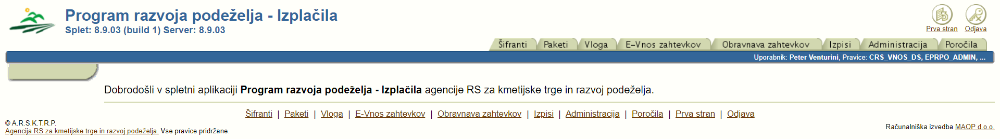 Program razvoja podeželja - Izplačila
Splet: 8.9.03 (build 1) Server: 8.9.03
Prva stran Odjava
Šifranti Paketi Vloga E-Vnos zahtevkov Obravnava zahtevkov Izpisi Administracija Poročila
Uporabnik: Peter Venturini, Pravice: CRS_VNOS_DS, EPRPO_ADMIN, ...
Dobrodošli v spletni aplikaciji Program razvoja podeželja - Izplačila agencije RS za kmetijske trge in razvoj podeželja.
Šifranti | Paketi | Vloga | E-Vnos zahtevkov | Obravnava zahtevkov | Izpisi | Administracija | Poročila | Prva stran | Odjava
© A.R.S.K.T.R.P.
Agencija RS za kmetijske trge in razvoj podeželja. Vse pravice pridržane.
Računalniška izvedba MAOP d.o.o.